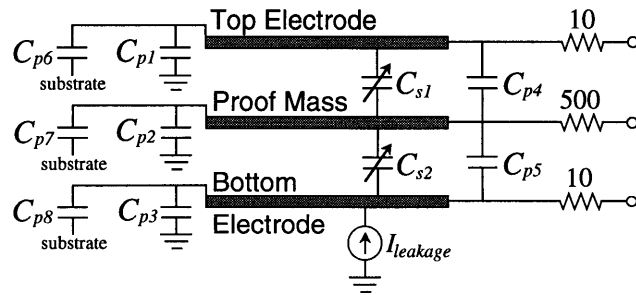 Top Electrode
10
C_{p6}
C_{p1}
substrate
C_{s1}
C_{p4}
Proof Mass
500
C_{p7}
C_{p2}
substrate
C_{s2}
C_{p5}
Bottom
10
C_{p8}
C_{p3}
Electrode
substrate
I_{leakage}